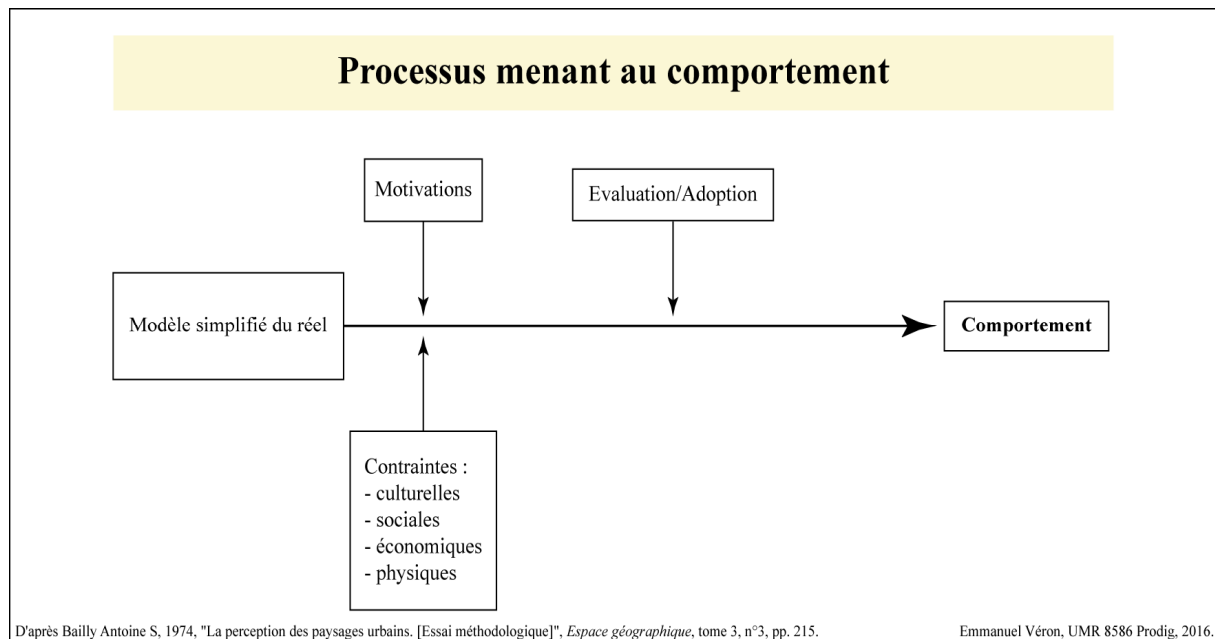 Processus menant au comportement
Motivations
Evaluation/Adoption
Modèle simplifié du réel
Comportement
Contraintes :
- culturelles
- sociales
- économiques
- physiques
D'après Bailly Antoine S, 1974, "La perception des paysages urbains. [Essai méthodologique]", Espace géographique, tome 3, n°3, pp. 215.
Emmanuel Véron, UMR 8586 Prodig, 2016.